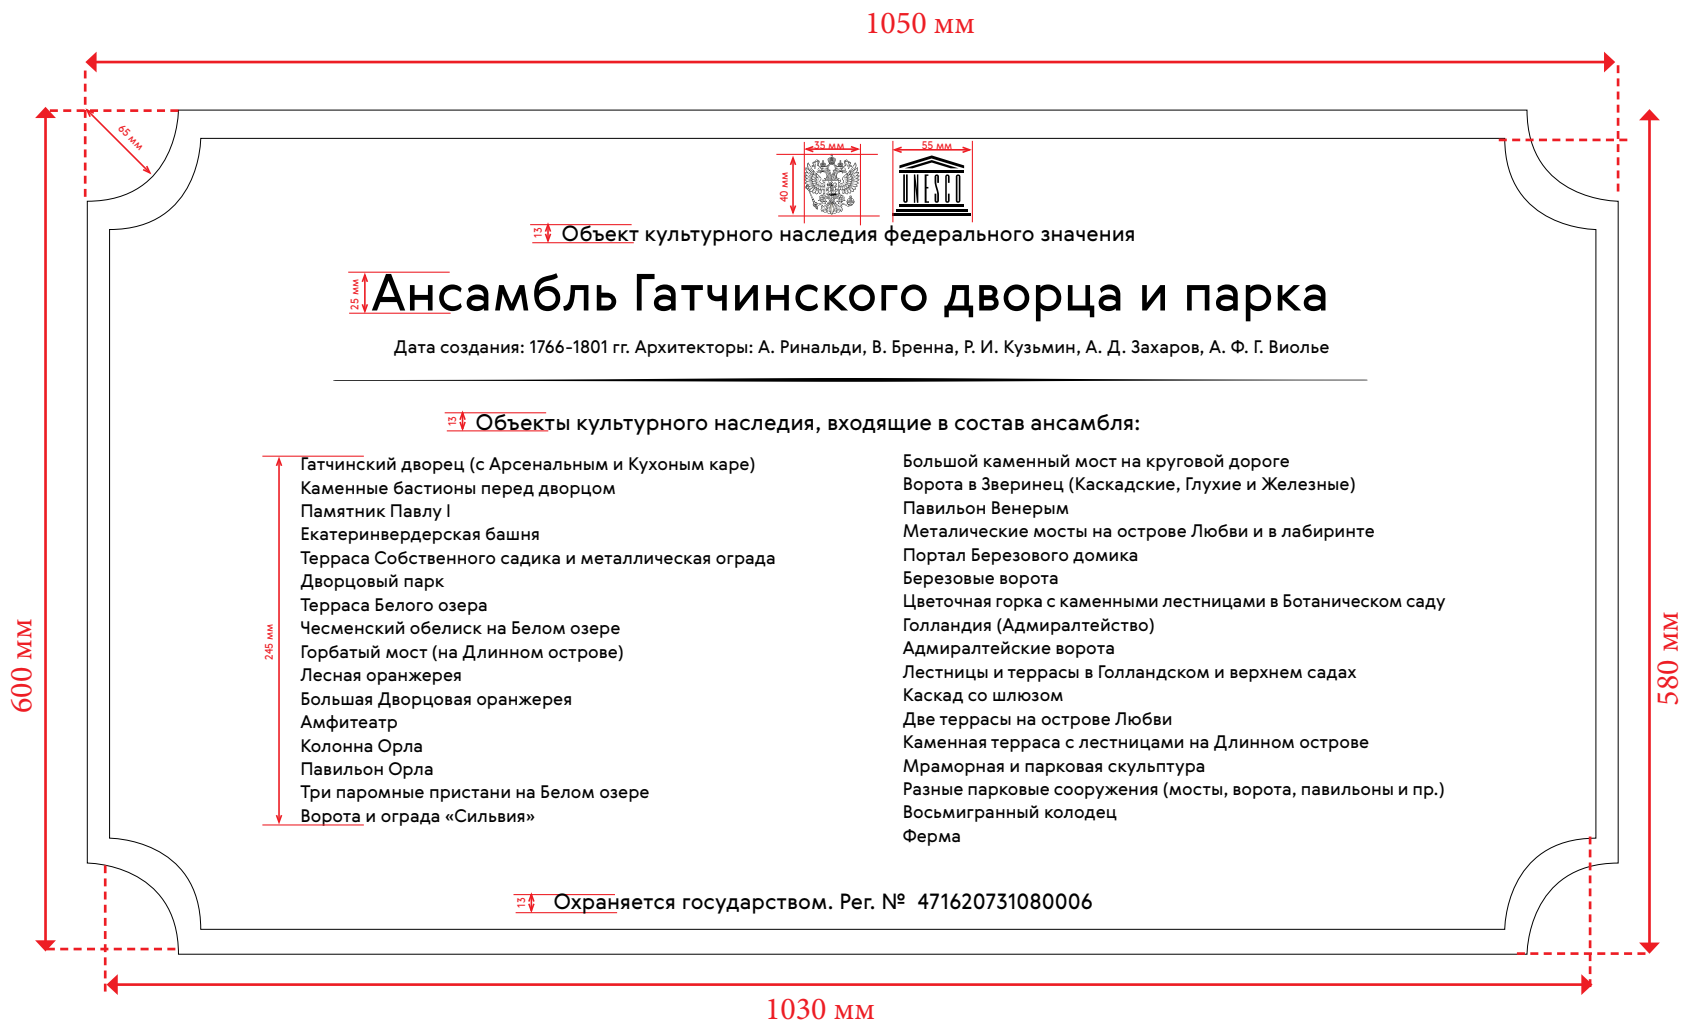 1050 мм
65 мм
35 мм
55 мм
40 мм
UNESCO
13
Объект культурного наследия федерального значения
25 мм
Ансамбль Гатчинского дворца и парка
Дата создания: 1766-1801 гг. Архитекторы: А. Ринальди, В. Бренна, Р. И. Кузьмин, А. Д. Захаров, А. Ф. Г. Виолье
13
Объекты культурного наследия, входящие в состав ансамбля:
Гатчинский дворец (с Арсенальным и Кухоным каре)
Каменные бастионы перед дворцом
Памятник Павлу I
Екатеринвердерская башня
Терраса Собственного садика и металлическая ограда
Дворцовый парк
Терраса Белого озера
Чесменский обелиск на Белом озере
Горбатый мост (на Длинном острове)
Лесная оранжерея
Большая Дворцовая оранжерея
Амфитеатр
Колонна Орла
Павильон Орла
Три паромные пристани на Белом озере
Ворота и ограда «Сильвия»
245 мм
Большой каменный мост на круговой дороге
Ворота в Зверинец (Каскадские, Глухие и Железные)
Павильон Венерым
Металические мосты на острове Любви и в лабиринте
Портал Березового домика
Березовые ворота
Цветочная горка с каменными лестницами в Ботаническом саду
Голландия (Адмиралтейство)
Адмиралтейские ворота
Лестницы и террасы в Голландском и верхнем садах
Каскад со шлюзом
Две террасы на острове Любви
Каменная терраса с лестницами на Длинном острове
Мраморная и парковая скульптура
Разные парковые сооружения (мосты, ворота, павильоны и пр.)
Восьмигранный колодец
Ферма
600 мм
580 мм
13
Охраняется государством. Рег. № 471620731080006
1030 мм